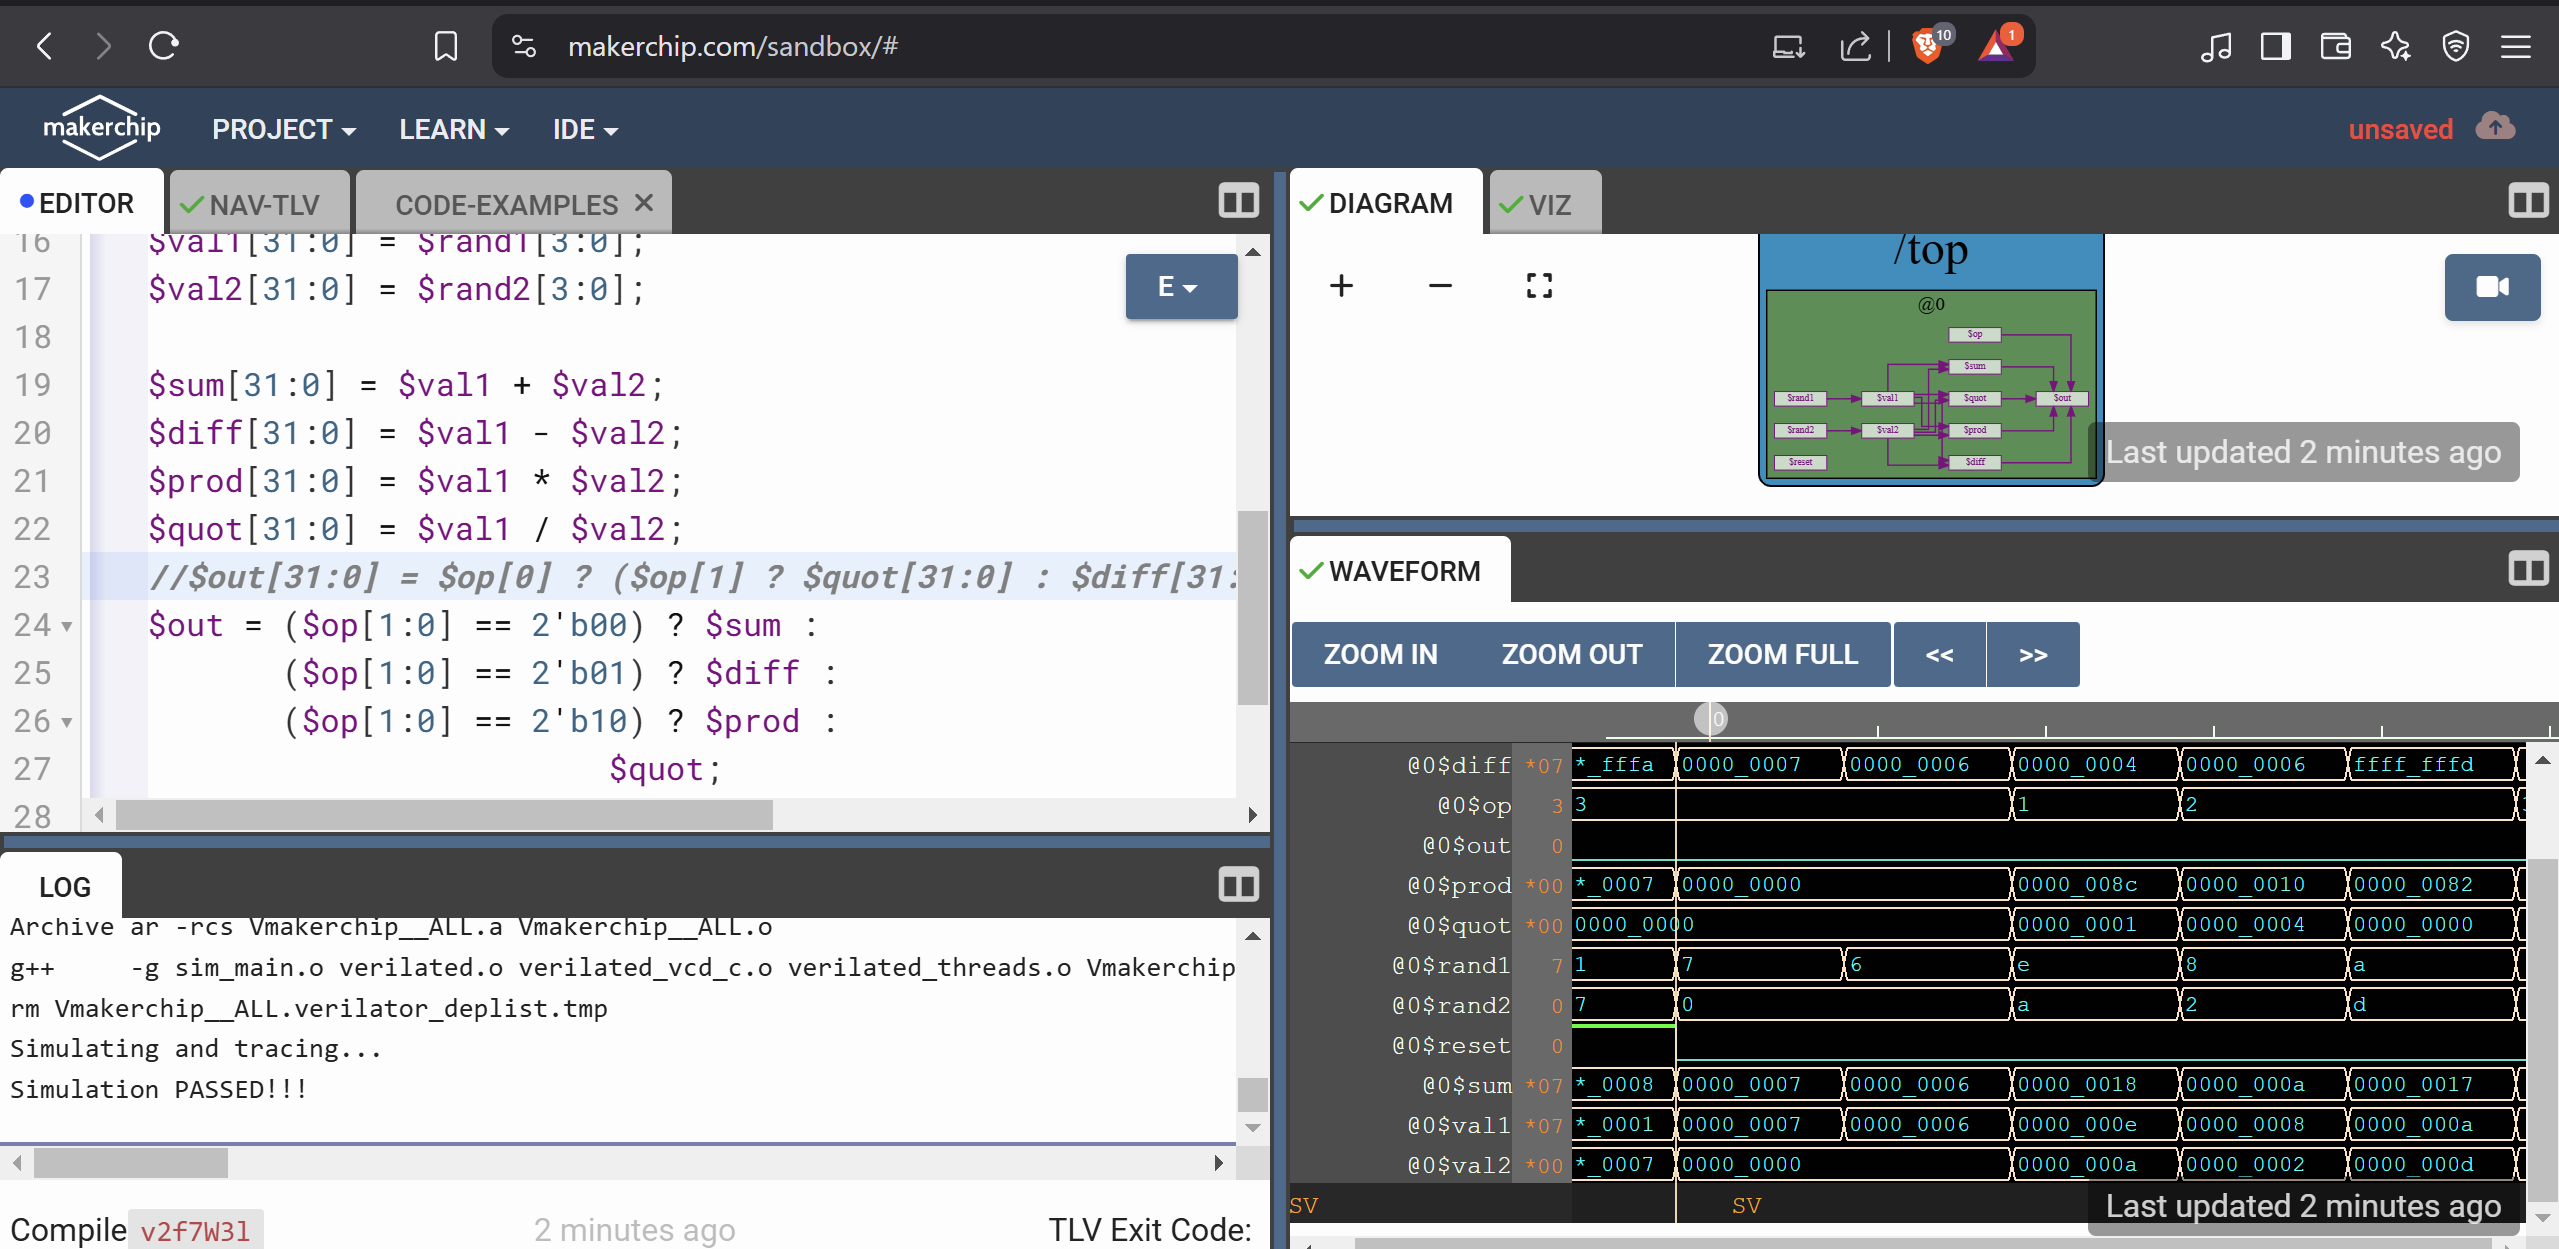 makerchip.com/sandbox/#
10
1
makerchip
PROJECT
LEARN
IDE
unsaved
EDITOR
NAV-TLV
CODE-EXAMPLES
16 $val1[31:0] = $rand1[3:0];
17 $val2[31:0] = $rand2[3:0];
E
18
19 $sum[31:0] = $val1 + $val2;
20 $diff[31:0] = $val1 - $val2;
21 $prod[31:0] = $val1 * $val2;
22 $quot[31:0] = $val1 / $val2;
23 //$out[31:0] = $op[0] ? ($op[1] ? $quot[31:0] : $diff[31:
24 $out = ($op[1:0] == 2'b00) ? $sum :
25 ($op[1:0] == 2'b01) ? $diff :
26 ($op[1:0] == 2'b10) ? $prod :
27 $quot;
28
LOG
Archive ar -rcs Vmakerchip__ALL.a Vmakerchip__ALL.o
g++ -g sim_main.o verilated.o verilated_vcd_c.o verilated_threads.o Vmakerchip
rm Vmakerchip__ALL.verilator_deplist.tmp
Simulating and tracing...
Simulation PASSED!!!
Compile v2f7W3l 2 minutes ago TLV Exit Code:
DIAGRAM
VIZ
/top
@0
$op
$sum
$rand1 $val1 $quot $out
$rand2 $val2 $prod
$reset $diff
Last updated 2 minutes ago
WAVEFORM
ZOOM IN ZOOM OUT ZOOM FULL << >>
0
@0$diff *07 *_fffa 0000_0007 0000_0006 0000_0004 0000_0006 ffff_fffd
@0$op 3 3 1 2
@0$out 0
@0$prod *00 *_0007 0000_0000 0000_008c 0000_0010 0000_0082
@0$quot *00 0000_0000 0000_0001 0000_0004 0000_0000
@0$rand1 7 1 7 6 e 8 a
@0$rand2 0 7 0 a 2 d
@0$reset 0
@0$sum *07 *_0008 0000_0007 0000_0006 0000_0018 0000_000a 0000_0017
@0$val1 *07 *_0001 0000_0007 0000_0006 0000_000e 0000_0008 0000_000a
@0$val2 *00 *_0007 0000_0000 0000_000a 0000_0002 0000_000d
SV SV
Last updated 2 minutes ago